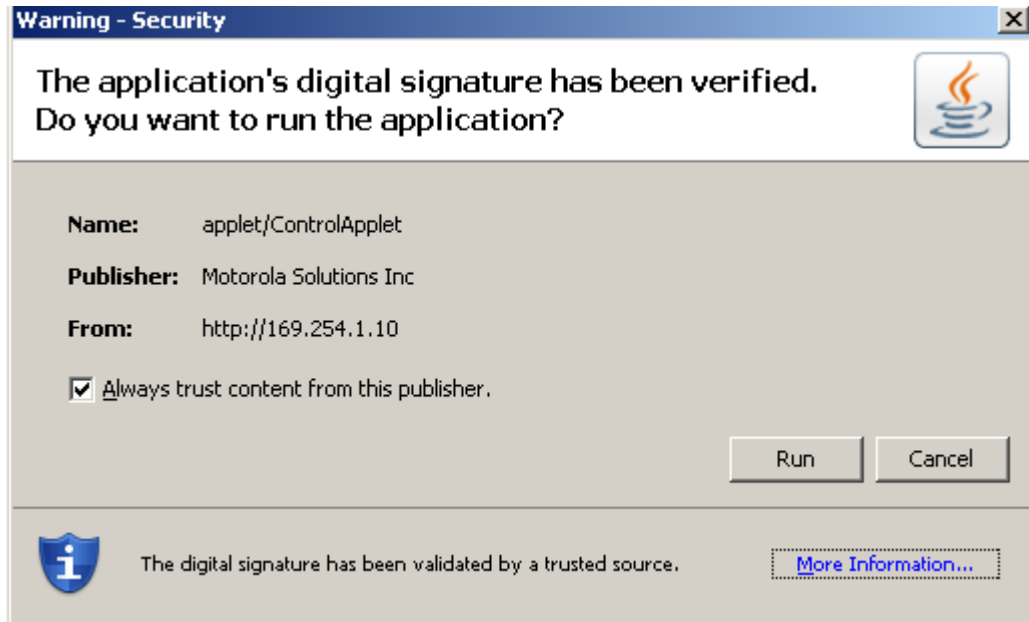 Warning - Security
The application's digital signature has been verified.
Do you want to run the application?
Name: applet/ControlApplet
Publisher: Motorola Solutions Inc
From: http://169.254.1.10
Always trust content from this publisher.
Run Cancel
The digital signature has been validated by a trusted source. More Information...